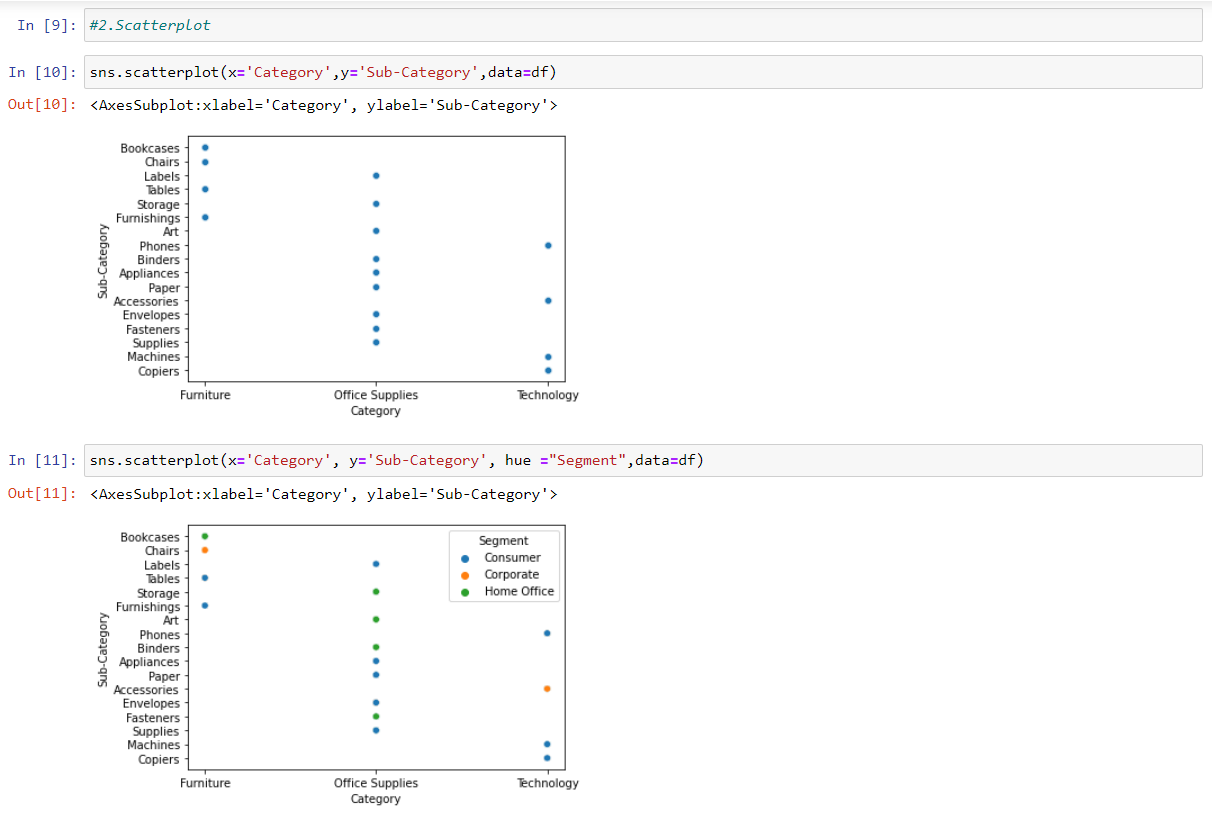 In [9]: #2.Scatterplot
In [10]: sns.scatterplot(x='Category',y='Sub-Category',data=df)
Out[10]: <AxesSubplot:xlabel='Category', ylabel='Sub-Category'>
Bookcases
Chairs
Labels
Tables
Storage
Furnishings
Art
Phones
Binders
Appliances
Paper
Accessories
Envelopes
Fasteners
Supplies
Machines
Copiers
Sub-Category
Furniture Office Supplies Technology
Category
In [11]: sns.scatterplot(x='Category', y='Sub-Category', hue ="Segment",data=df)
Out[11]: <AxesSubplot:xlabel='Category', ylabel='Sub-Category'>
Bookcases
Chairs
Labels
Tables
Storage
Furnishings
Art
Phones
Binders
Appliances
Paper
Accessories
Envelopes
Fasteners
Supplies
Machines
Copiers
Sub-Category
Segment
Consumer
Corporate
Home Office
Furniture Office Supplies Technology
Category